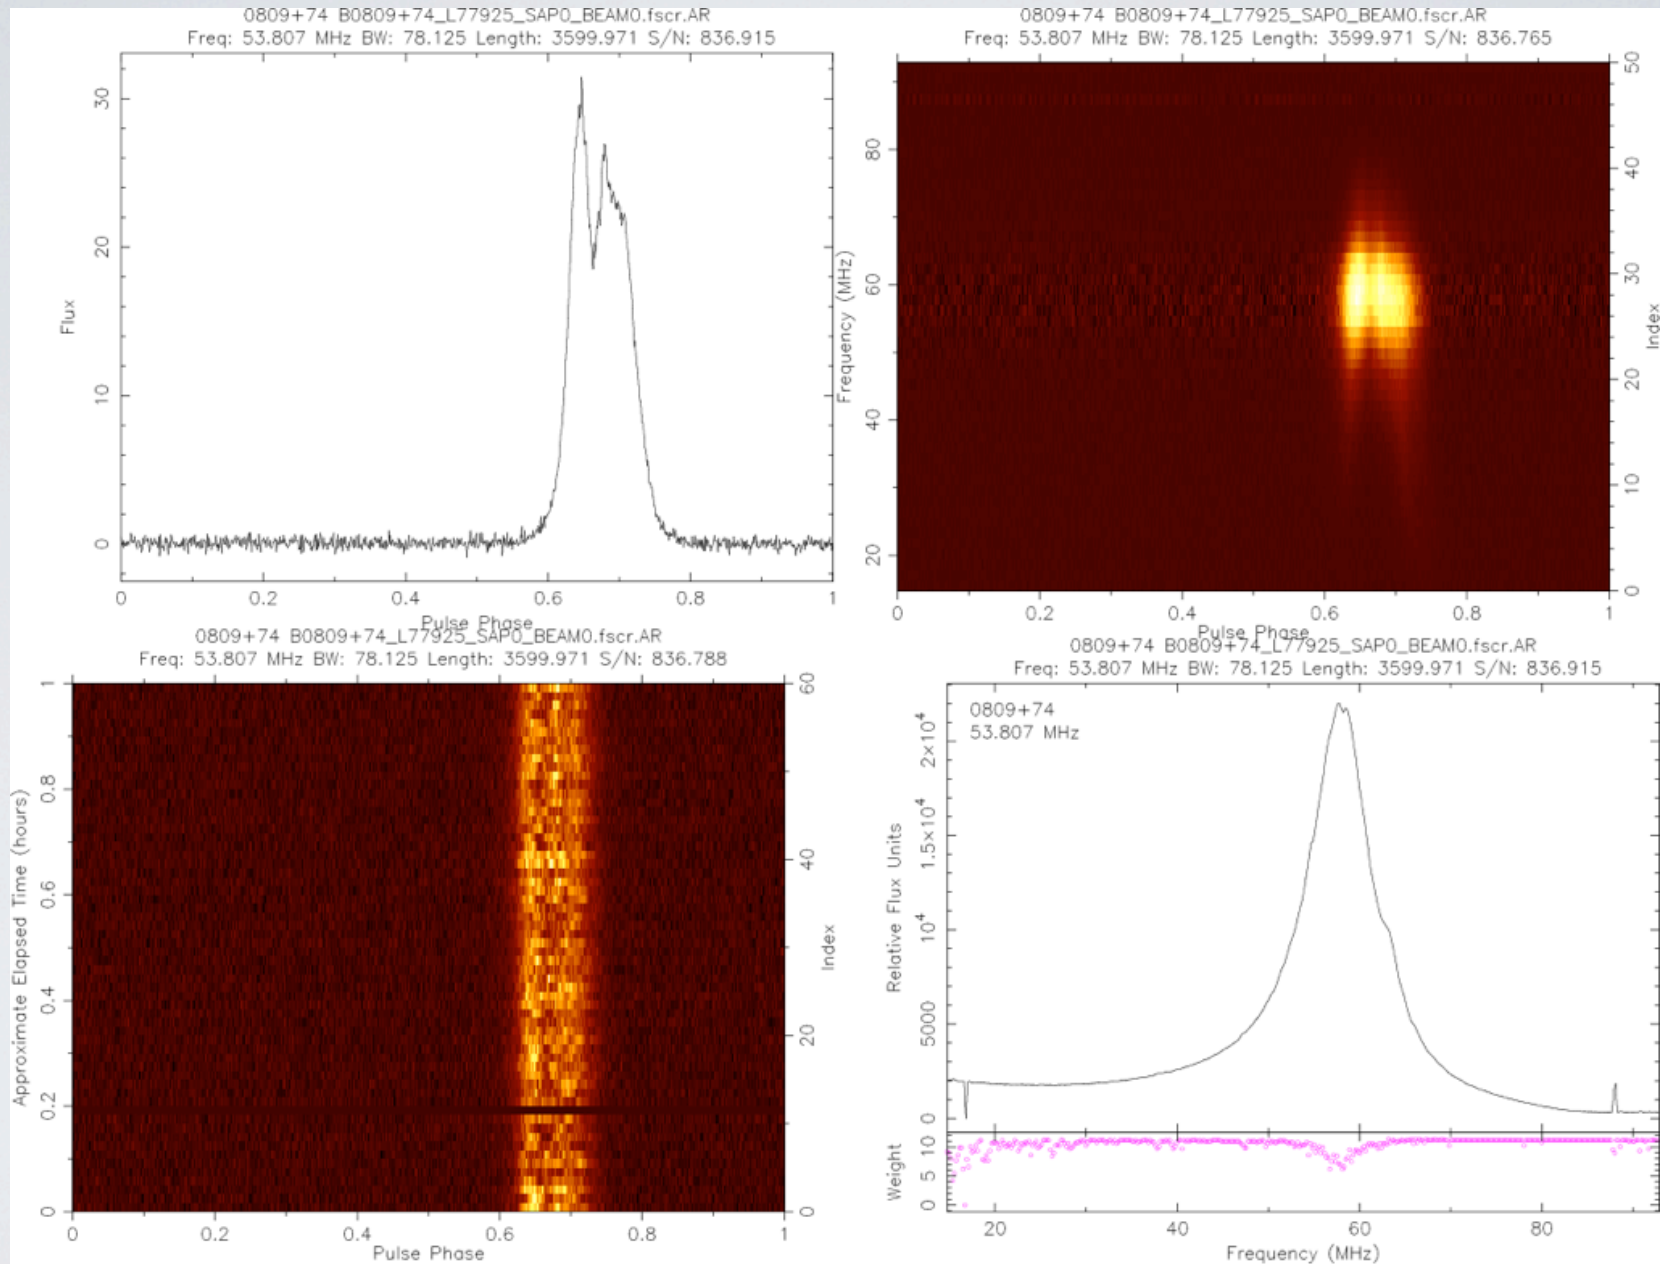 0809+74 B0809+74_L77925_SAP0_BEAM0.fscr.AR
Freq: 53.807 MHz BW: 78.125 Length: 3599.971 S/N: 836.915
30
20
10
0
Flux
0 0.2 0.4 0.6 0.8 1
Pulse Phase
0809+74 B0809+74_L77925_SAP0_BEAM0.fscr.AR
Freq: 53.807 MHz BW: 78.125 Length: 3599.971 S/N: 836.765
80
60
40
20
Frequency (MHz)
50
40
30
20
10
0
Index
0 0.2 0.4 0.6 0.8 1
Pulse Phase
0809+74 B0809+74_L77925_SAP0_BEAM0.fscr.AR
Freq: 53.807 MHz BW: 78.125 Length: 3599.971 S/N: 836.788
1
0.8
0.6
0.4
0.2
0
Approximate Elapsed Time (hours)
60
40
20
0
Index
0 0.2 0.4 0.6 0.8 1
Pulse Phase
0809+74 B0809+74_L77925_SAP0_BEAM0.fscr.AR
Freq: 53.807 MHz BW: 78.125 Length: 3599.971 S/N: 836.915
0809+74
53.807 MHz
2×10⁴
1.5×10⁴
10⁴
5000
0
Relative Flux Units
10
5
0
Weight
20 40 60 80
Frequency (MHz)